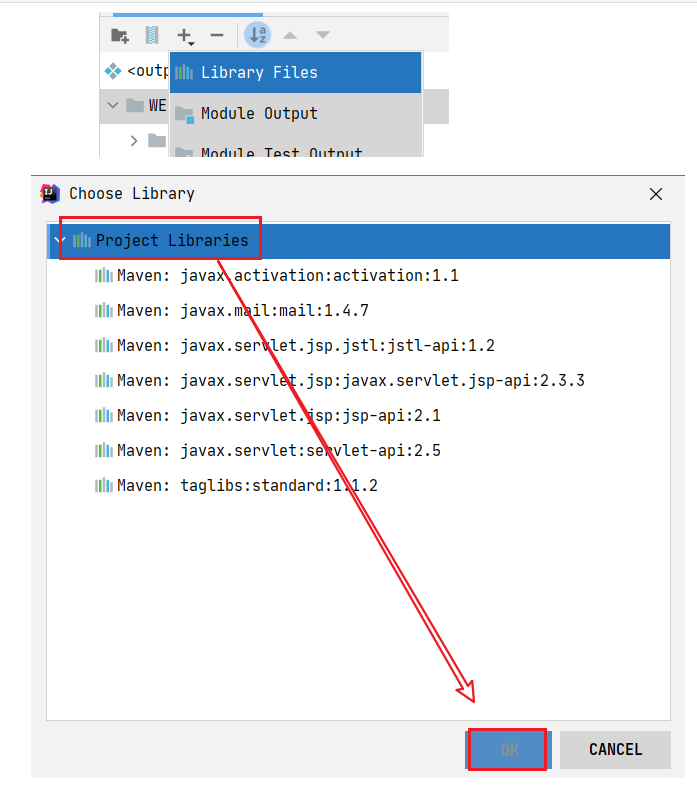 <outp
Library Files
WE
Module Output
Module Test Output
Choose Library
Project Libraries
Maven: javax.activation:activation:1.1
Maven: javax.mail:mail:1.4.7
Maven: javax.servlet.jsp.jstl:jstl-api:1.2
Maven: javax.servlet.jsp:javax.servlet.jsp-api:2.3.3
Maven: javax.servlet.jsp:jsp-api:2.1
Maven: javax.servlet:servlet-api:2.5
Maven: taglibs:standard:1.1.2
OK CANCEL